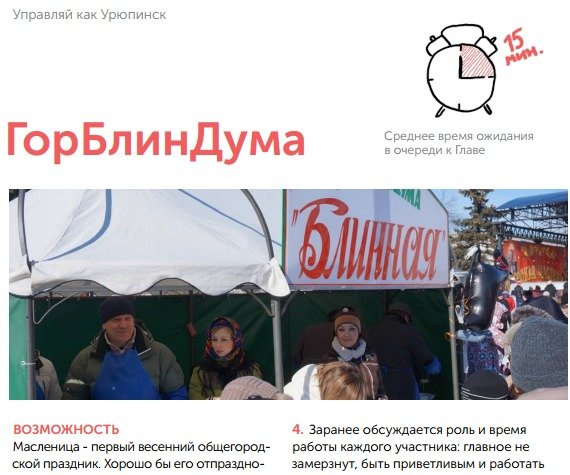 Управляй как Урюпинск
15
мин.
Среднее время ожидания
в очереди к Главе
ГорБлинДума
"Блинная"
ВОЗМОЖНОСТЬ
Масленица - первый весенний общегород-
ской праздник. Хорошо бы его отпраздно-
4. Заранее обсуждается роль и время
работы каждого участника: главное не
замерзнут, быть приветливым и работать